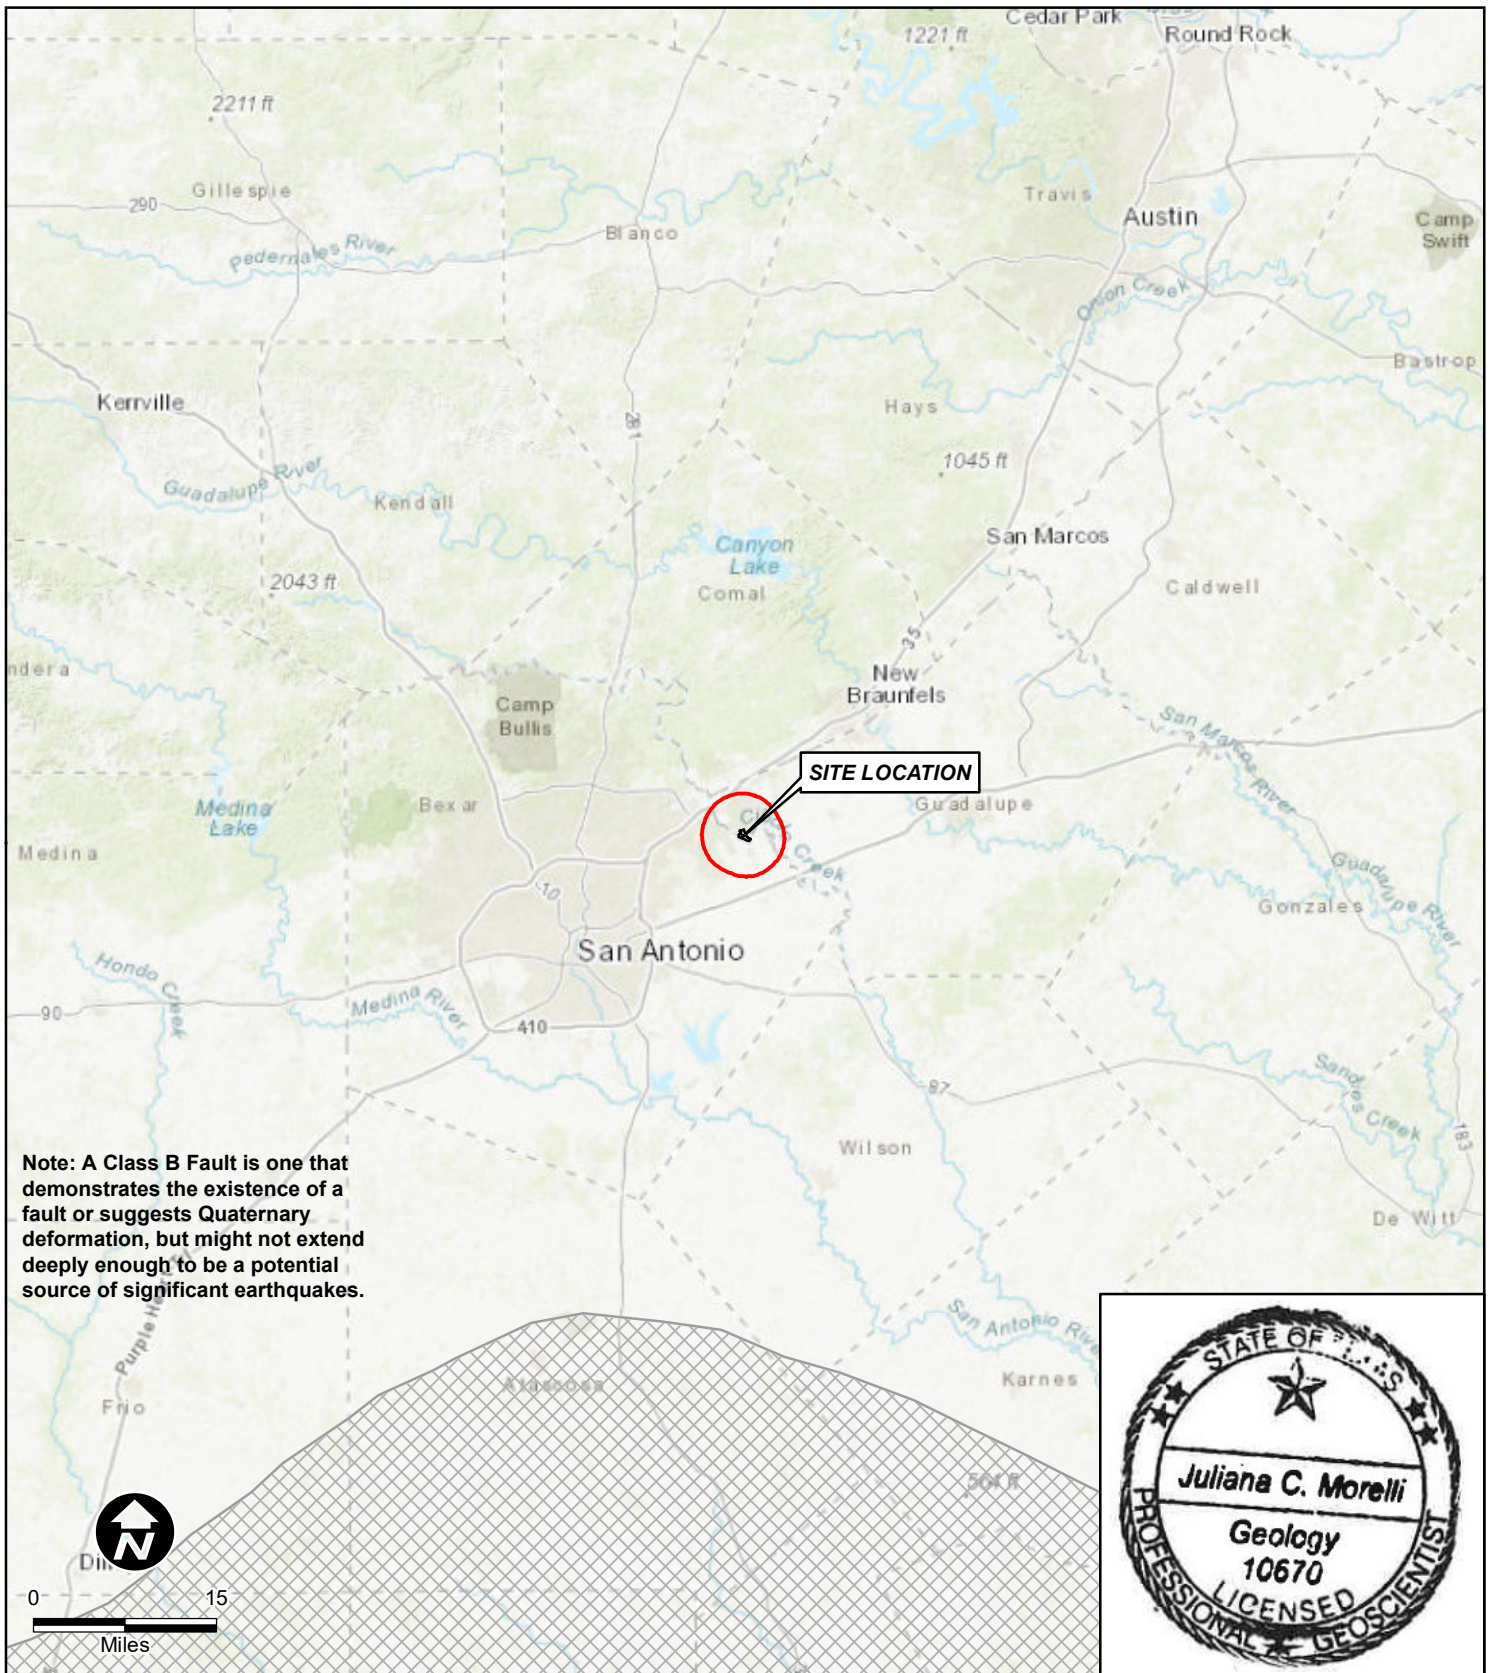 Cedar Park
1221 ft
Round Rock
2211 ft
Gillespie
290
Travis
Austin
Camp
Swift
Blanco
Pedernales River
Onion Creek
Bastrop
Kerrville
Hays
281
1045 ft
Guadalupe River
Kendall
San Marcos
Canyon
Lake
2043 ft
Comal
Caldwell
35
ndera
New
Braunfels
Camp
Bullis
San Marcos River
SITE LOCATION
Medina
Lake
Bexar
Guadalupe
Creek
Medina
Guadalupe River
10
Gonzales
San Antonio
Hondo Creek
Medina River
90
410
Sandies Creek
87
183
Wilson
Note: A Class B Fault is one that
demonstrates the existence of a
fault or suggests Quaternary
deformation, but might not extend
deeply enough to be a potential
source of significant earthquakes.
De Witt
San Antonio River
Atascosa
Karnes
Frio
564 ft
N
0 15
Miles
STATE OF
Juliana C. Morelli
Geology
10670
LICENSED
PROFESSIONAL GEOSCIENTIST